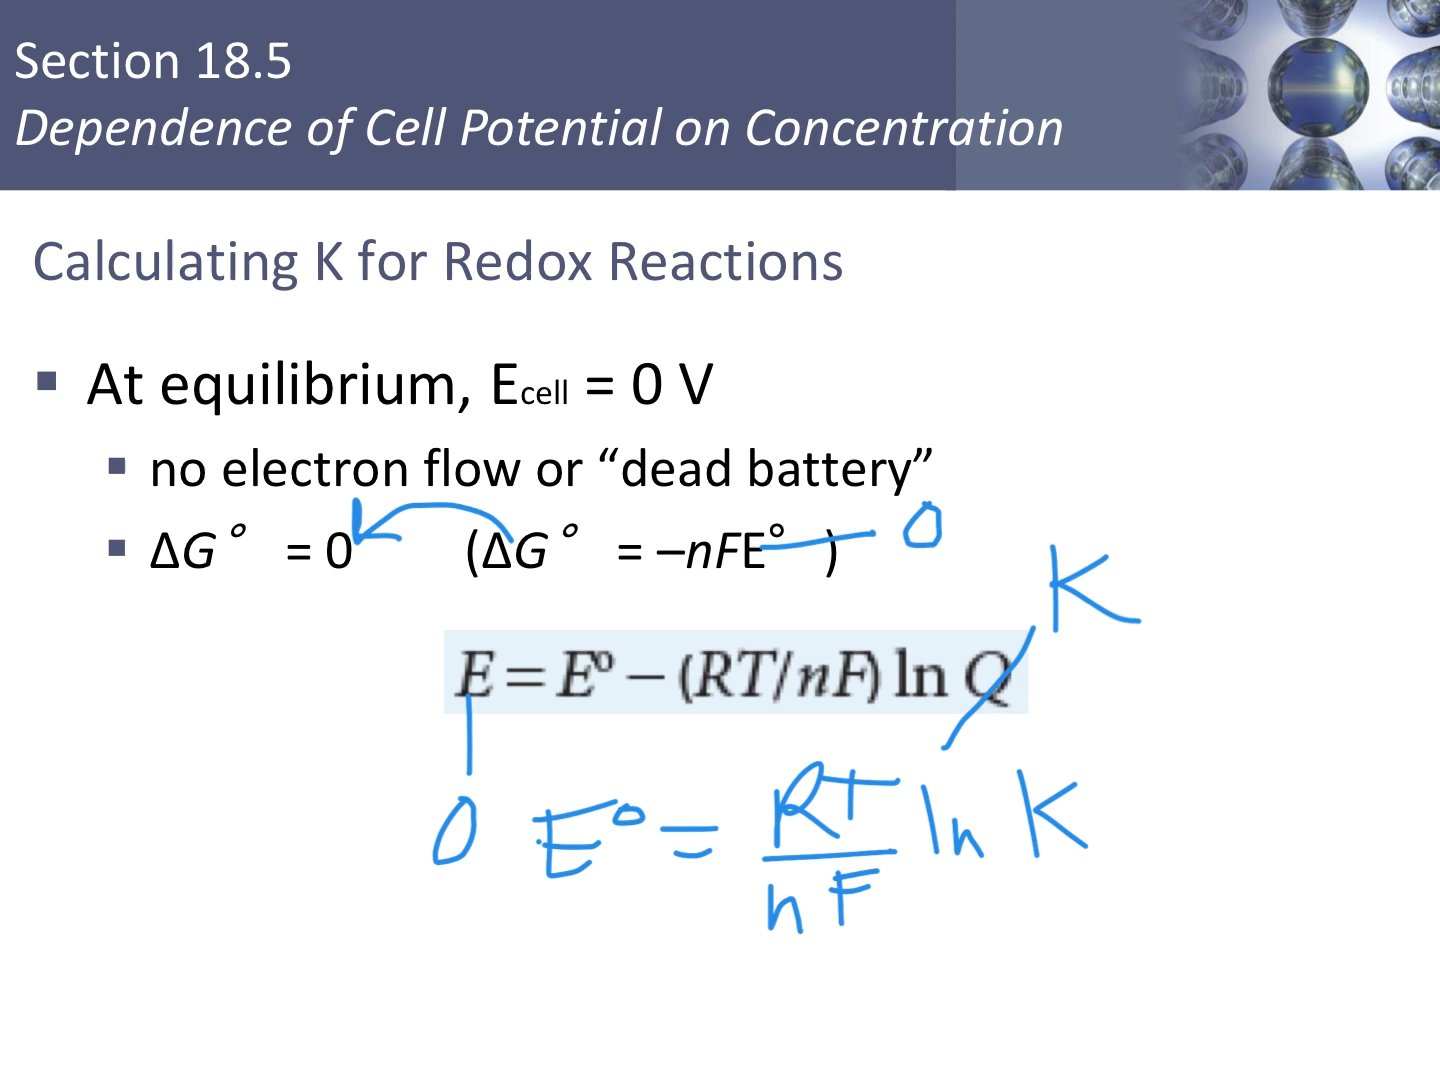 Section 18.5
Dependence of Cell Potential on Concentration
Calculating K for Redox Reactions
▪ At equilibrium, Ecell = 0 V
▪ no electron flow or “dead battery”
▪ ΔG° = 0 (ΔG° = –nFE°) 0
K
E = Eº – (RT/nF) ln Q
0 E° = RT/nF ln K